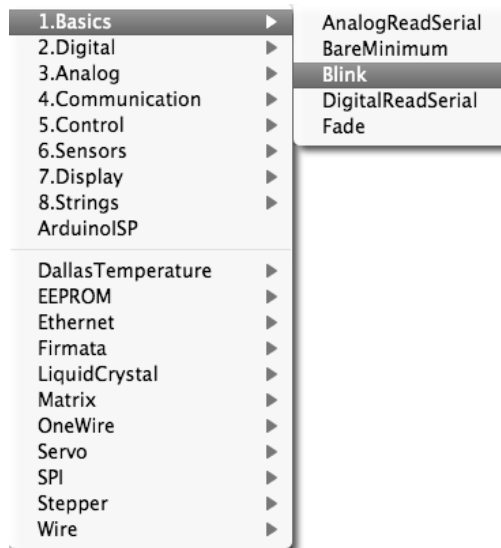 1.Basics
2.Digital
3.Analog
4.Communication
5.Control
6.Sensors
7.Display
8.Strings
ArduinoISP
DallasTemperature
EEPROM
Ethernet
Firmata
LiquidCrystal
Matrix
OneWire
Servo
SPI
Stepper
Wire
AnalogReadSerial
BareMinimum
Blink
DigitalReadSerial
Fade